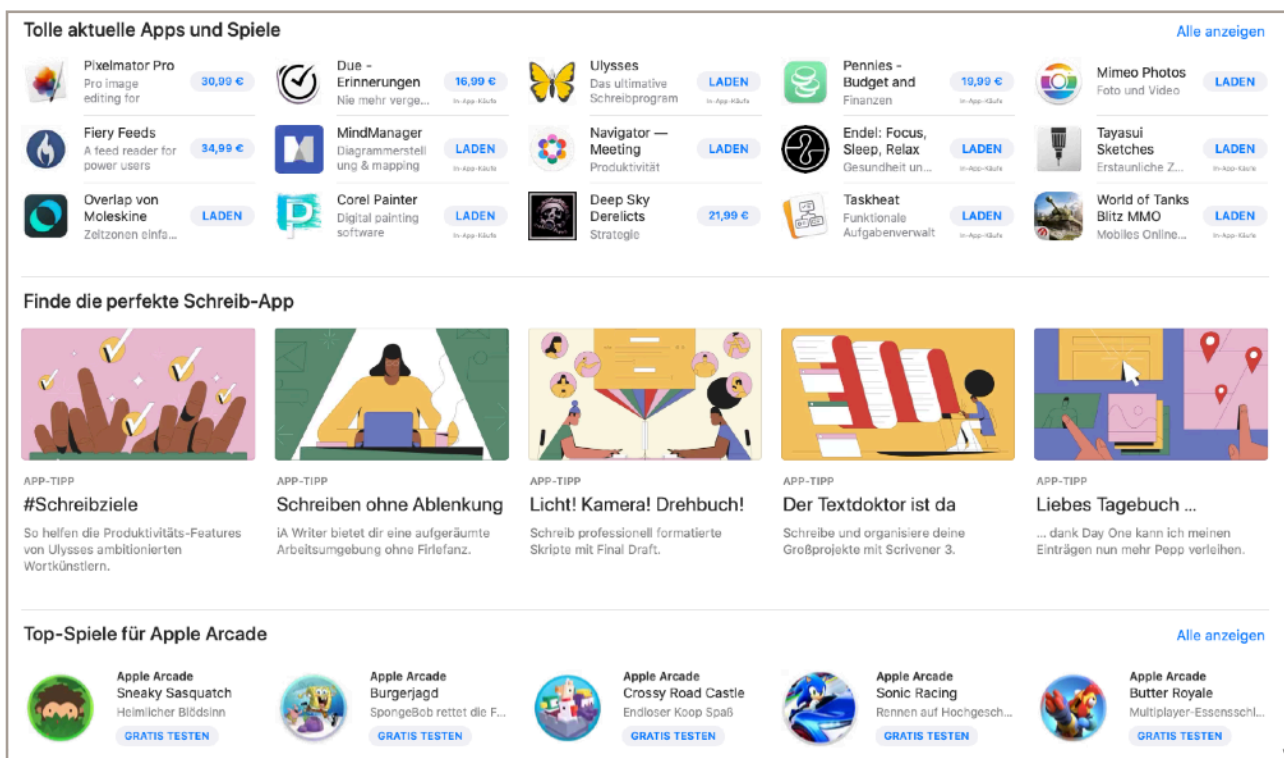 Tolle aktuelle Apps und Spiele
Alle anzeigen
Pixelmator Pro
Pro image
editing for
30,99 €
Due -
Erinnerungen
Nie mehr verge...
16,99 €
In-App-Käufe
Ulysses
Das ultimative
Schreibprogram
LADEN
In-App-Käufe
Pennies -
Budget and
Finanzen
19,99 €
In-App-Käufe
Mimeo Photos
Foto und Video
LADEN
Fiery Feeds
A feed reader for
power users
34,99 €
MindManager
Diagrammerstell
ung & mapping
LADEN
In-App-Käufe
Navigator —
Meeting
Produktivität
LADEN
Endel: Focus,
Sleep, Relax
Gesundheit un...
LADEN
In-App-Käufe
Tayasui
Sketches
Erstaunliche Z...
LADEN
In-App-Käufe
Overlap von
Moleskine
Zeitzonen einfa...
LADEN
Corel Painter
Digital painting
software
LADEN
In-App-Käufe
Deep Sky
Derelicts
Strategie
21,99 €
Taskheat
Funktionale
Aufgabenverwalt
LADEN
In-App-Käufe
World of Tanks
Blitz MMO
Mobiles Online...
LADEN
In-App-Käufe
Finde die perfekte Schreib-App
APP-TIPP
#Schreibziele
So helfen die Produktivitäts-Features
von Ulysses ambitionierten
Wortkünstlern.
APP-TIPP
Schreiben ohne Ablenkung
iA Writer bietet dir eine aufgeräumte
Arbeitsumgebung ohne Firlefanz.
APP-TIPP
Licht! Kamera! Drehbuch!
Schreib professionell formatierte
Skripte mit Final Draft.
APP-TIPP
Der Textdoktor ist da
Schreibe und organisiere deine
Großprojekte mit Scrivener 3.
APP-TIPP
Liebes Tagebuch ...
... dank Day One kann ich meinen
Einträgen nun mehr Pepp verleihen.
Top-Spiele für Apple Arcade
Alle anzeigen
Apple Arcade
Sneaky Sasquatch
Heimlicher Blödsinn
GRATIS TESTEN
Apple Arcade
Burgerjagd
SpongeBob rettet die F...
GRATIS TESTEN
Apple Arcade
Crossy Road Castle
Endloser Koop Spaß
GRATIS TESTEN
Apple Arcade
Sonic Racing
Rennen auf Hochgesch...
GRATIS TESTEN
Apple Arcade
Butter Royale
Multiplayer-Essensschl...
GRATIS TESTEN